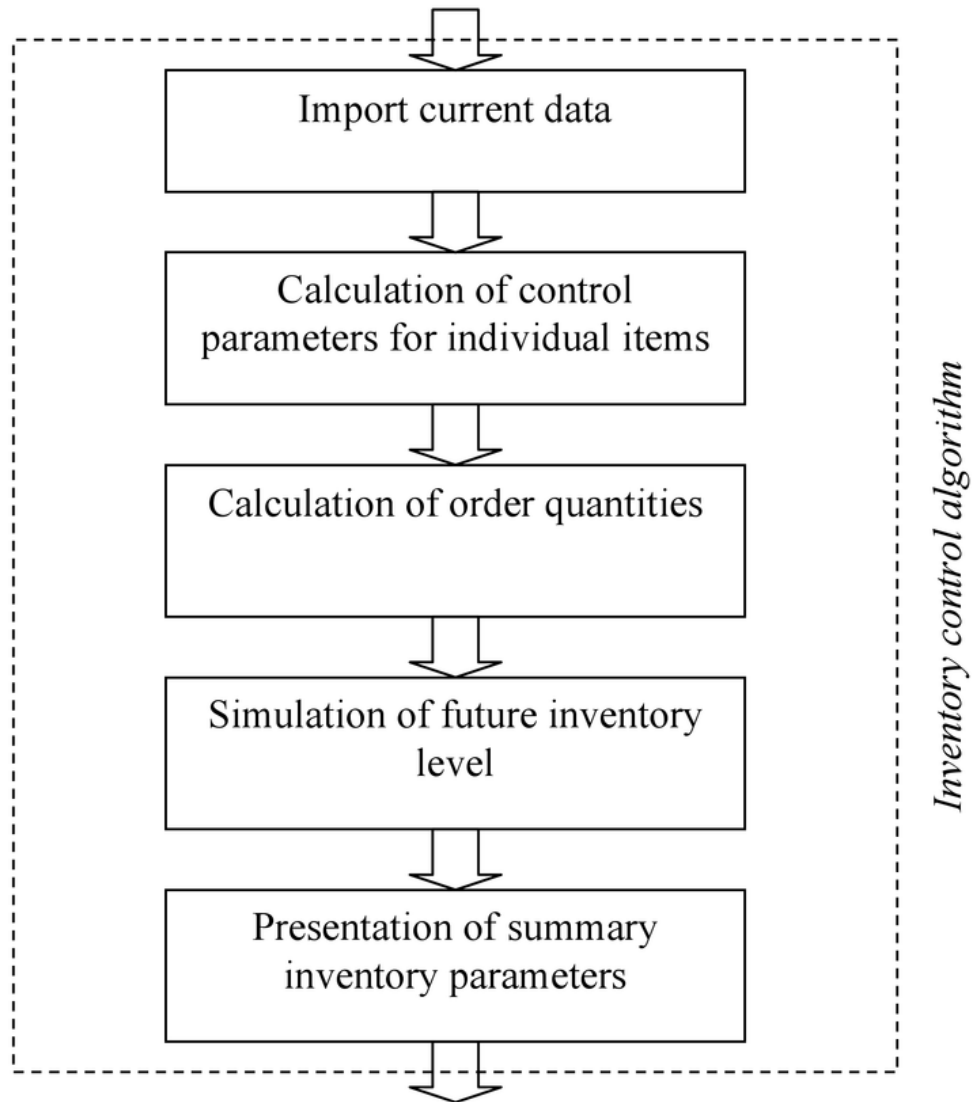 Import current data
Calculation of control
parameters for individual items
Calculation of order quantities
Simulation of future inventory
level
Presentation of summary
inventory parameters
Inventory control algorithm